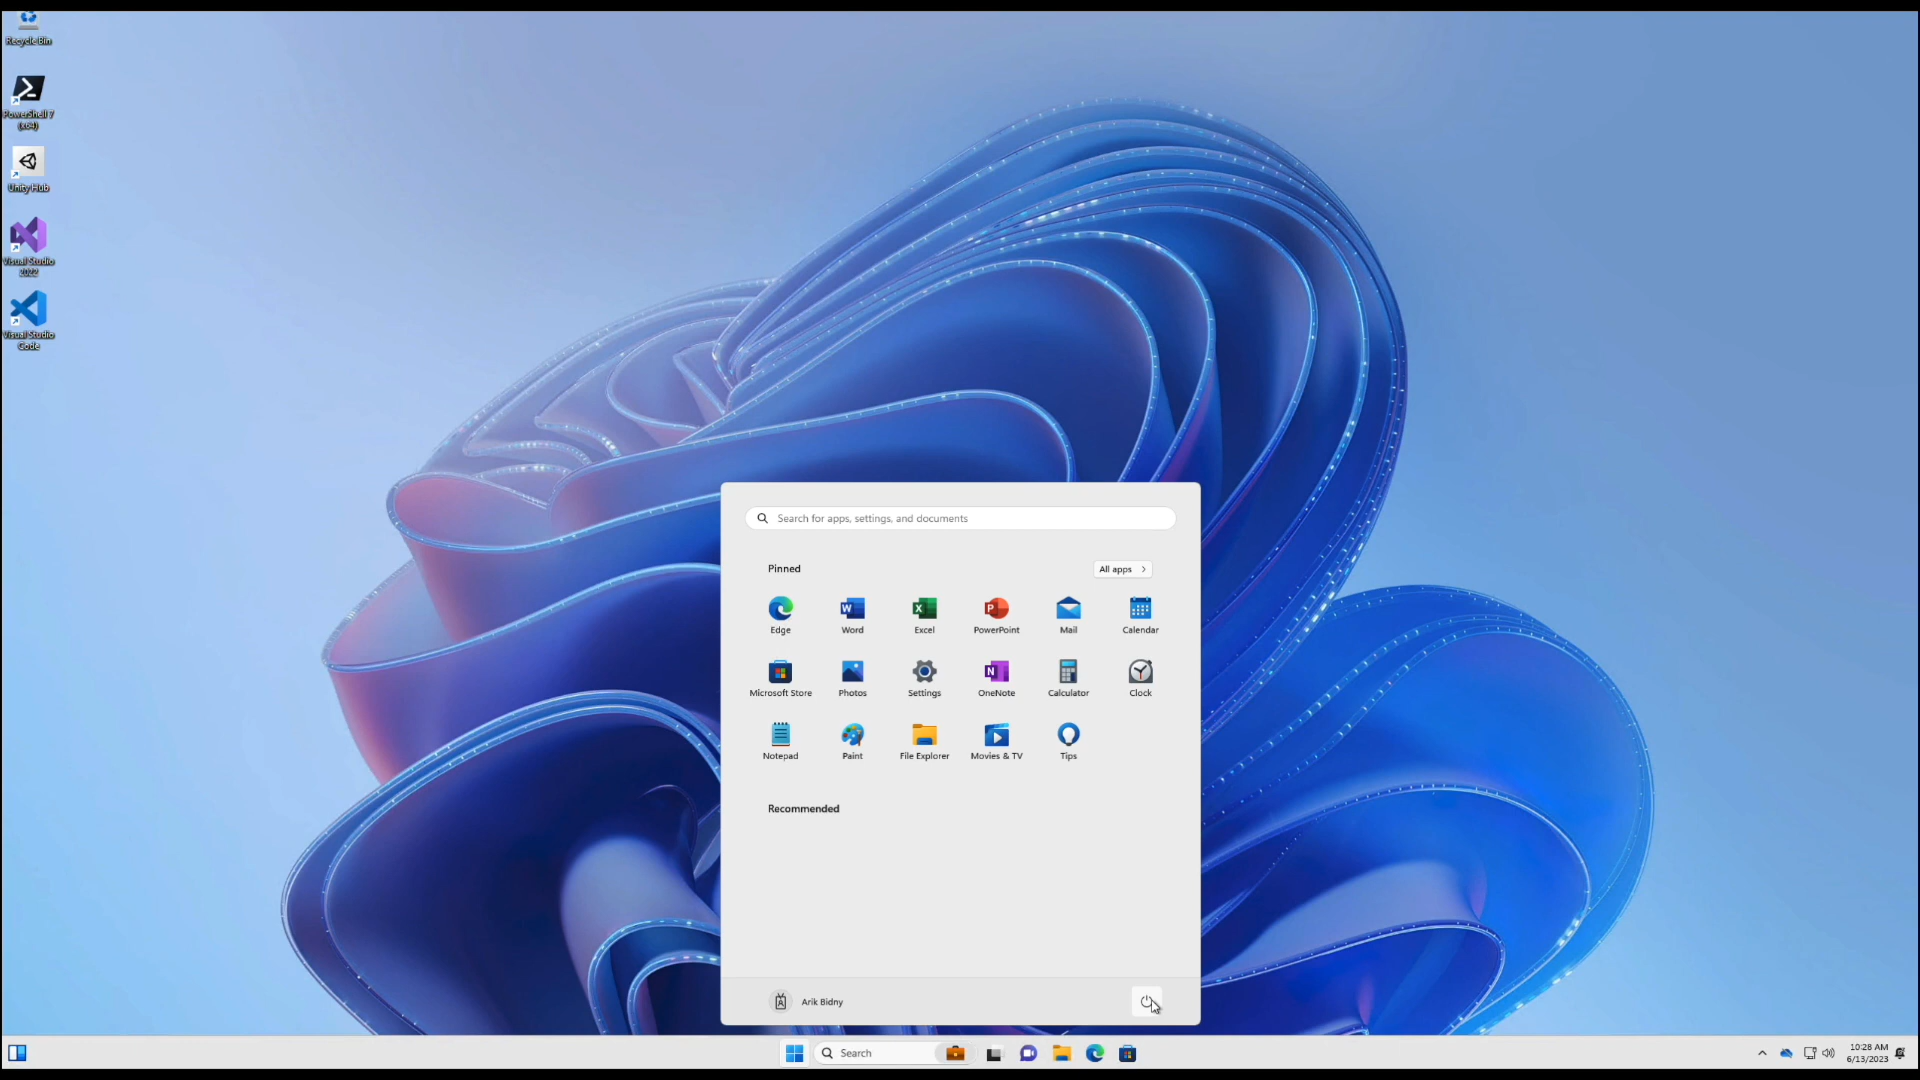 Recycle Bin
PowerShell 7
(x64)
Unity Hub
Visual Studio
2022
Visual Studio
Code
Search for apps, settings, and documents
Pinned
All apps
Edge
Word
Excel
PowerPoint
Mail
Calendar
Microsoft Store
Photos
Settings
OneNote
Calculator
Clock
Notepad
Paint
File Explorer
Movies & TV
Tips
Recommended
Arik Bidny
Search
10:28 AM
6/13/2023